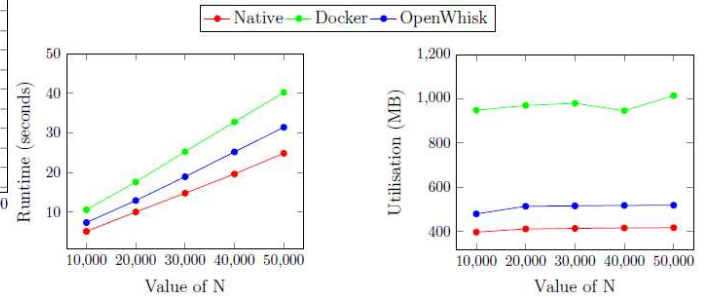 Native Docker OpenWhisk
50
40
30
20
10
Runtime (seconds)
10,000 20,000 30,000 40,000 50,000
Value of N
1,200
1,000
800
600
400
Utilisation (MB)
10,000 20,000 30,000 40,000 50,000
Value of N
0